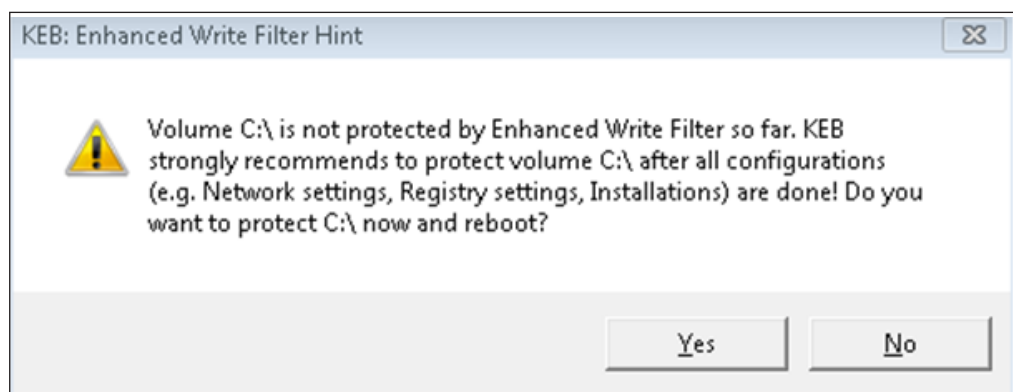 KEB: Enhanced Write Filter Hint
Volume C:\ is not protected by Enhanced Write Filter so far. KEB
strongly recommends to protect volume C:\ after all configurations
(e.g. Network settings, Registry settings, Installations) are done! Do you
want to protect C:\ now and reboot?
Yes
No